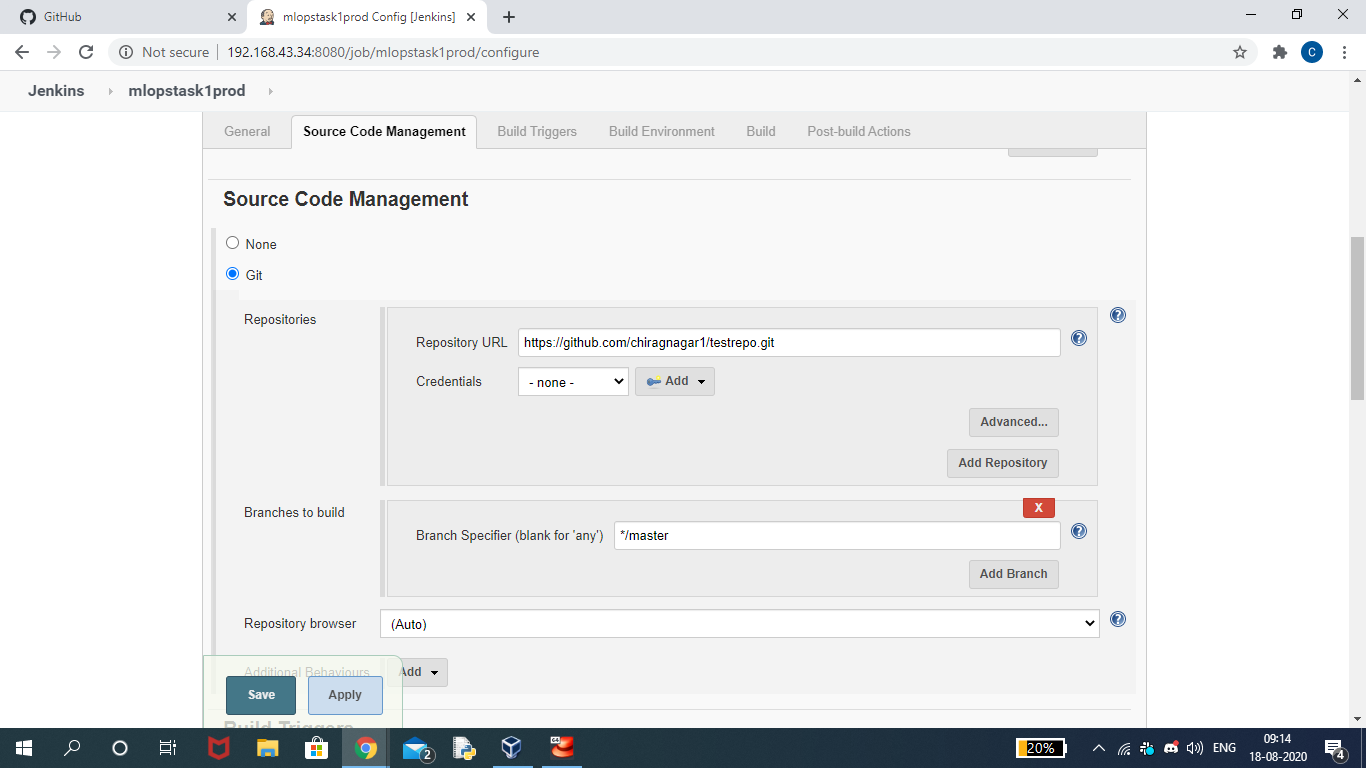 GitHub
mlopstask1prod Config [Jenkins]
Not secure
192.168.43.34:8080/job/mlopstask1prod/configure
C
Jenkins
mlopstask1prod
General
Source Code Management
Build Triggers
Build Environment
Build
Post-build Actions
Source Code Management
None
Git
Repositories
Repository URL
https://github.com/chiragnagar1/testrepo.git
Credentials
- none -
Add
Advanced...
Add Repository
Branches to build
X
Branch Specifier (blank for 'any')
*/master
Add Branch
Repository browser
(Auto)
Additional Behaviours
Add
Save
Apply
Build Triggers
2
20%
ENG
09:14
18-08-2020
4